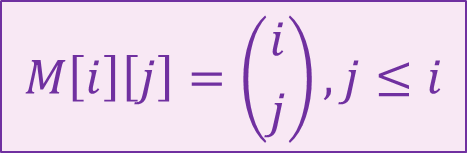 M[i][j] = (i j), j ≤ i